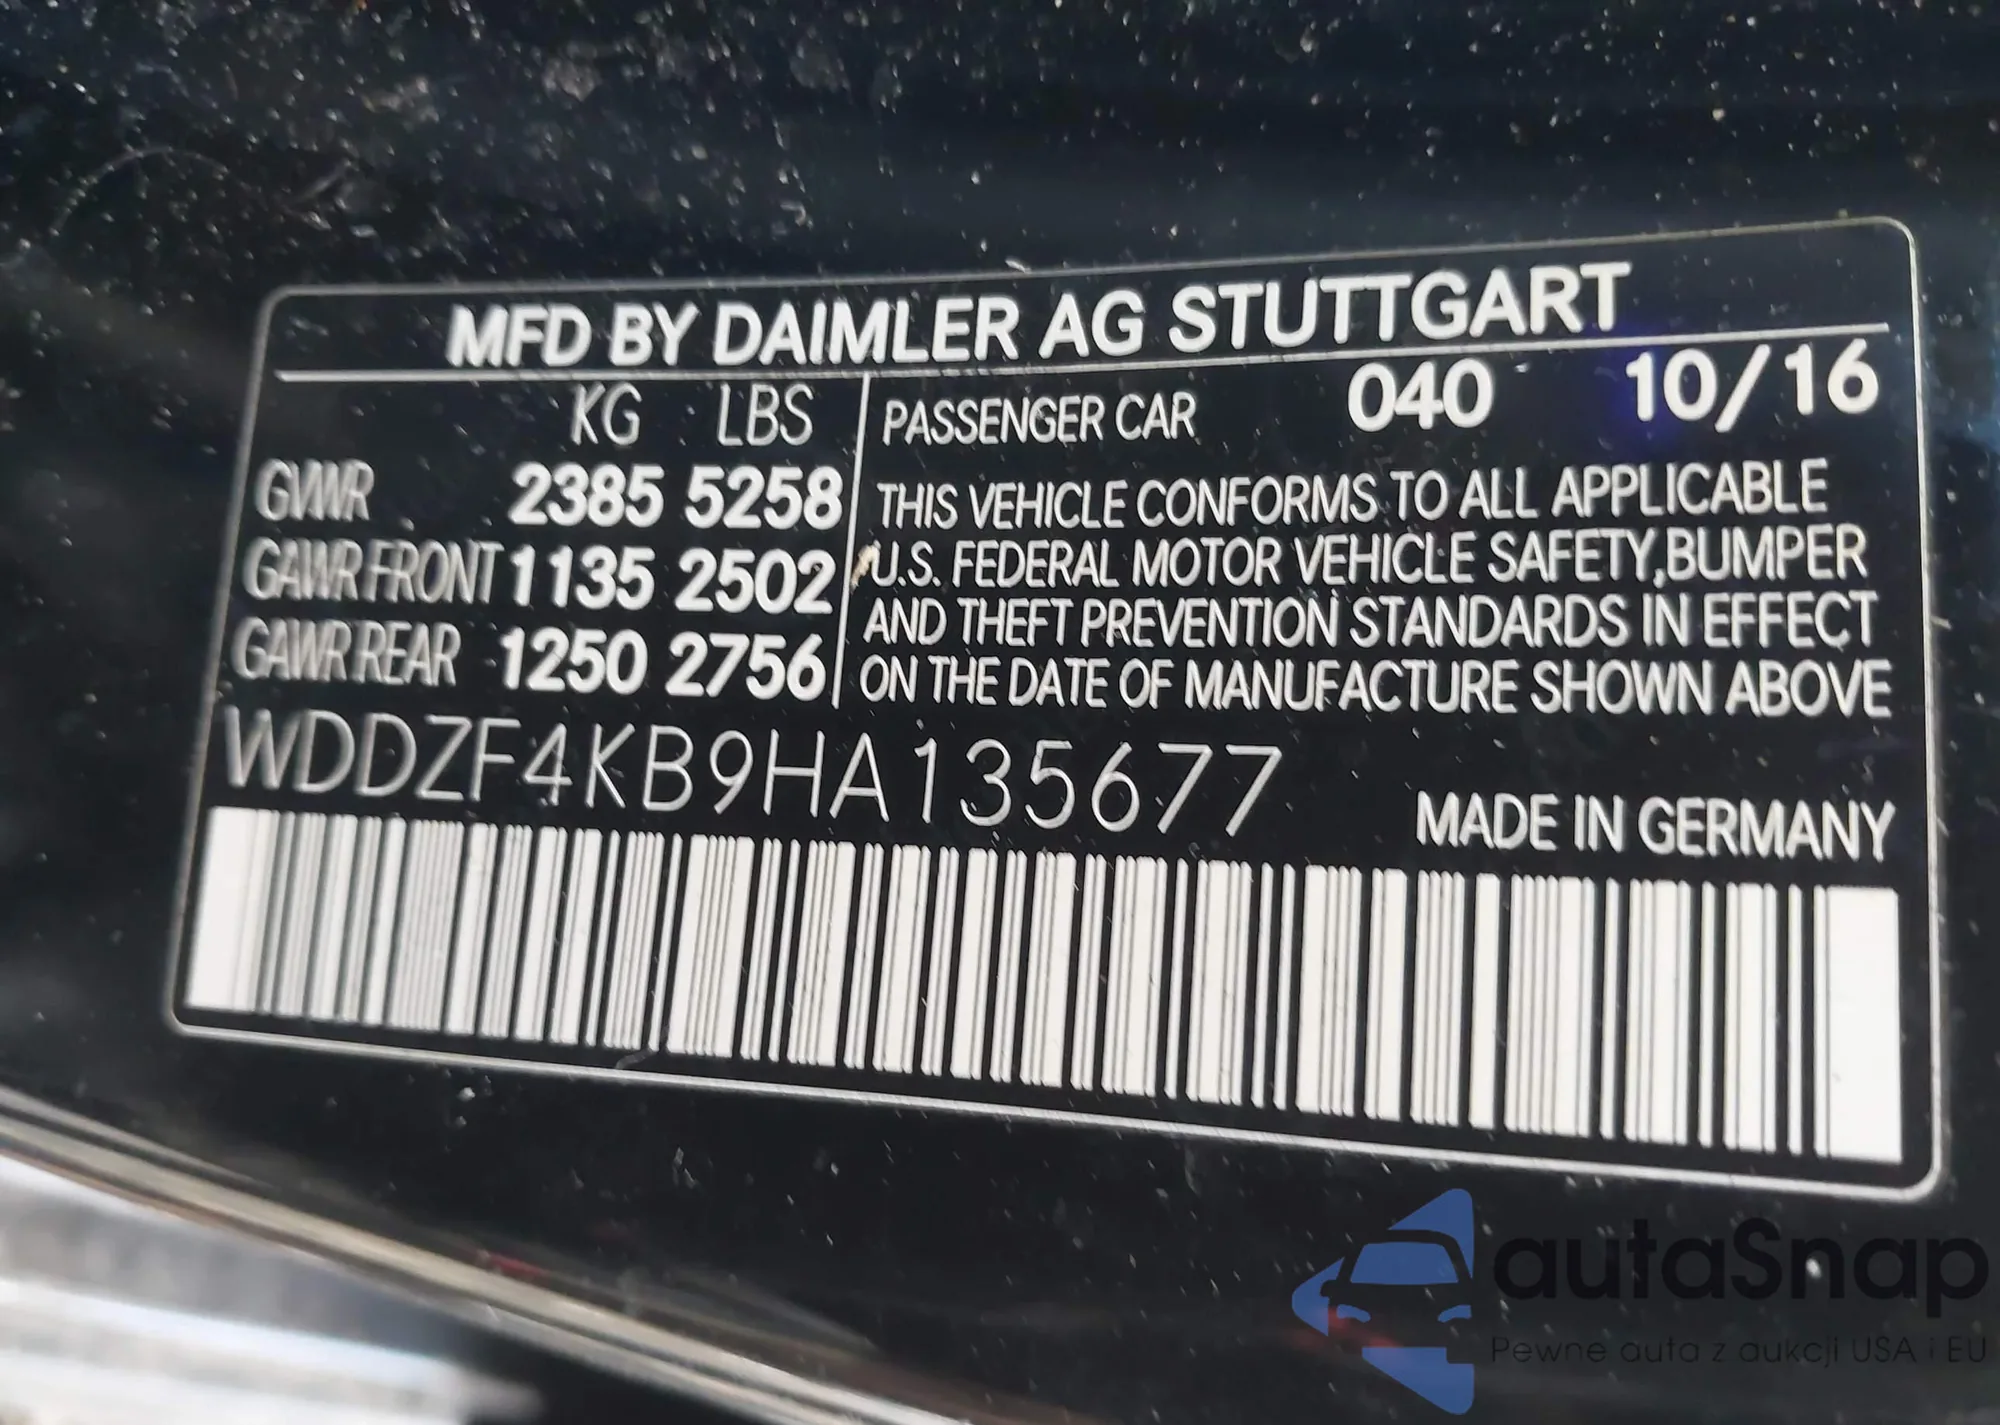 MFD BY DAIMLER AG STUTTGART
KG LBS
GVWR 2385 5258
GAWR FRONT 1135 2502
GAWR REAR 1250 2756
PASSENGER CAR 040 10/16
THIS VEHICLE CONFORMS TO ALL APPLICABLE
U.S. FEDERAL MOTOR VEHICLE SAFETY,BUMPER
AND THEFT PREVENTION STANDARDS IN EFFECT
ON THE DATE OF MANUFACTURE SHOWN ABOVE
WDDZF4KB9HA135677
MADE IN GERMANY
autaSnap
Pewne auta z aukcji USA i EU